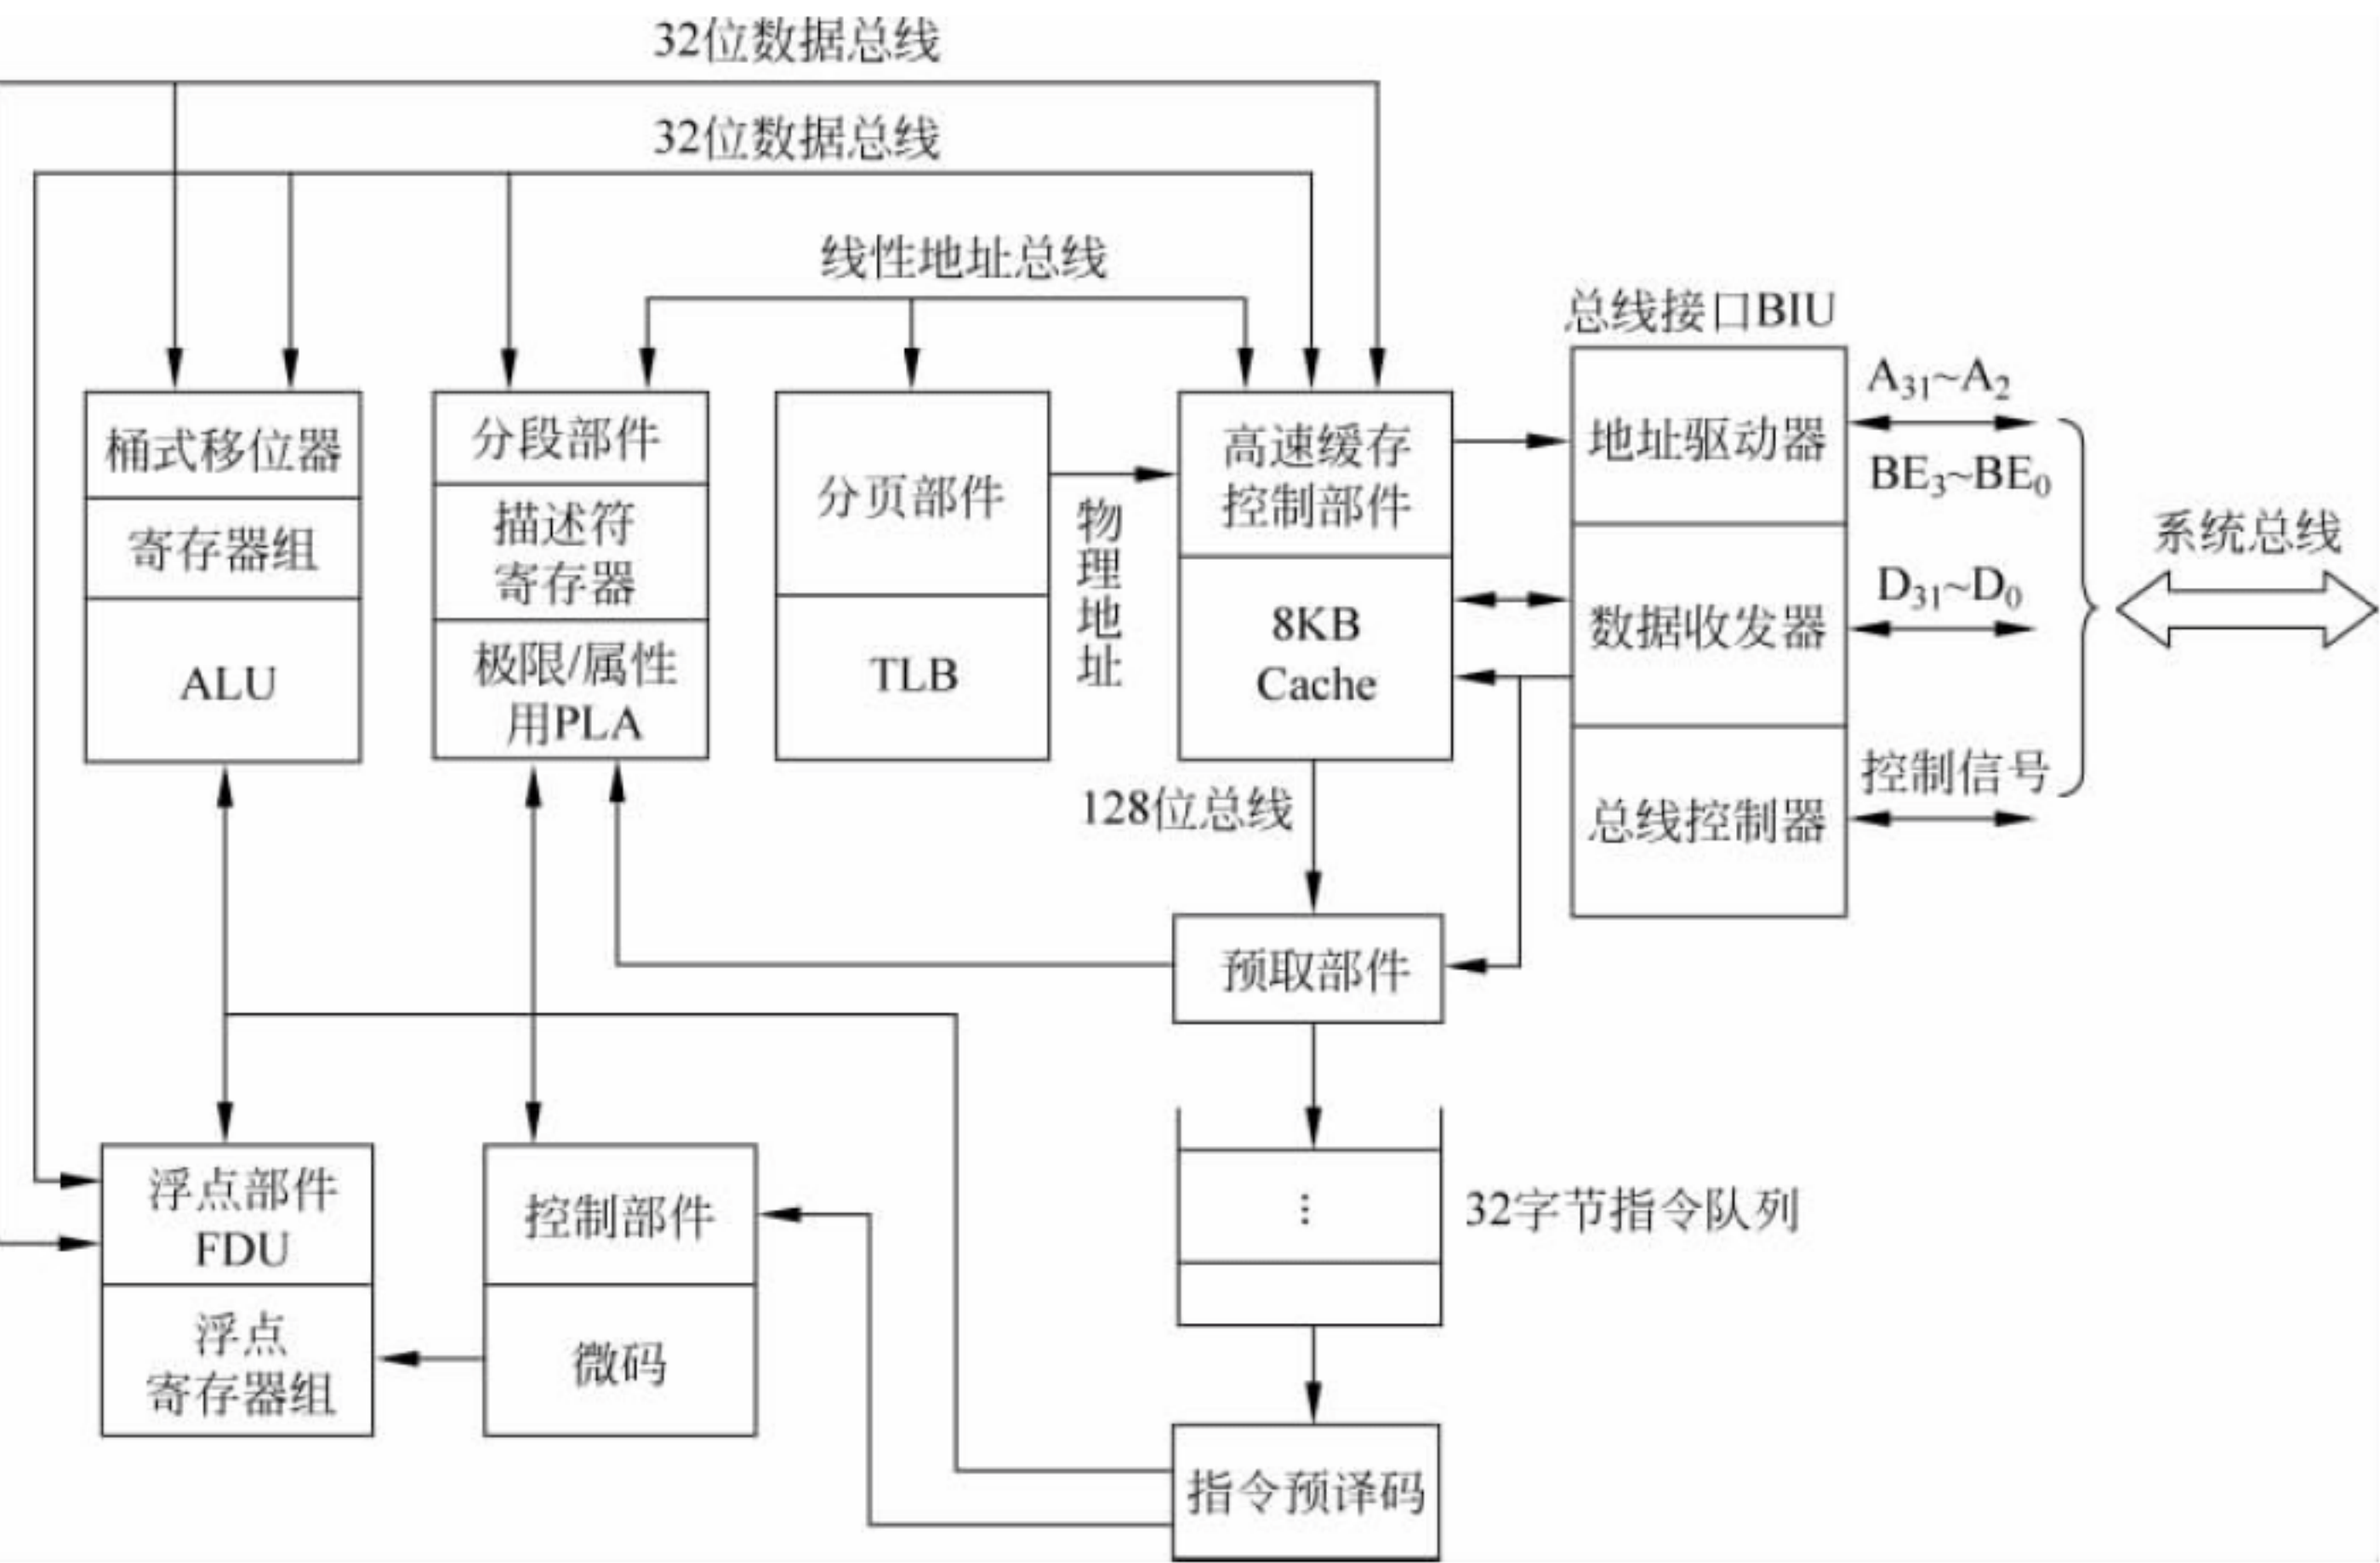 32位数据总线
32位数据总线
线性地址总线
总线接口BIU
桶式移位器
寄存器组
ALU
分段部件
描述符
寄存器
极限/属性
用PLA
分页部件
TLB
物理地址
高速缓存
控制部件
8KB
Cache
地址驱动器
数据收发器
总线控制器
A31~A2
BE3~BE0
D31~D0
控制信号
系统总线
128位总线
预取部件
浮点部件
FDU
浮点
寄存器组
控制部件
微码
⋮
32字节指令队列
指令预译码